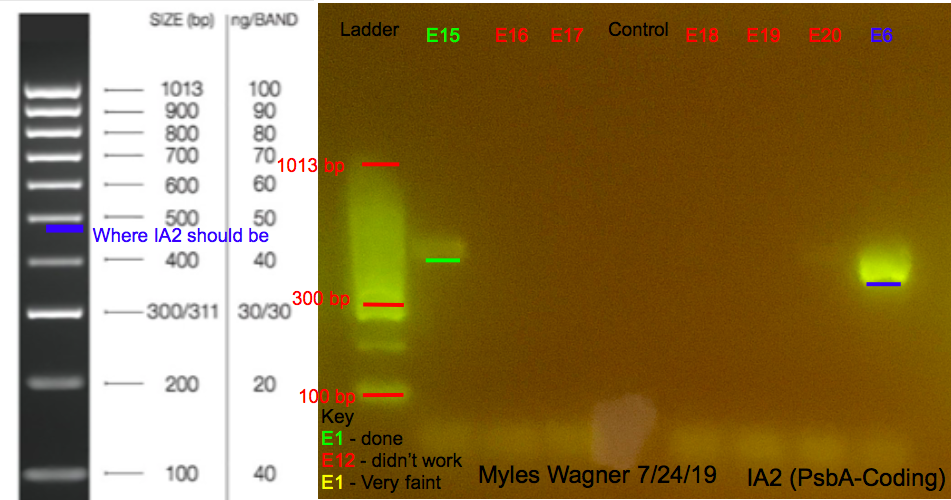 SIZE (bp) ng/BAND
1013 100
900 90
800 80
700 70
600 60
500 50
Where IA2 should be
400 40
300/311 30/30
200 20
100 40
Ladder E15 E16 E17 Control E18 E19 E20 E6
1013 bp
300 bp
100 bp
Key
E1 - done
E12 - didn't work
E1 - Very faint
Myles Wagner 7/24/19 IA2 (PsbA-Coding)